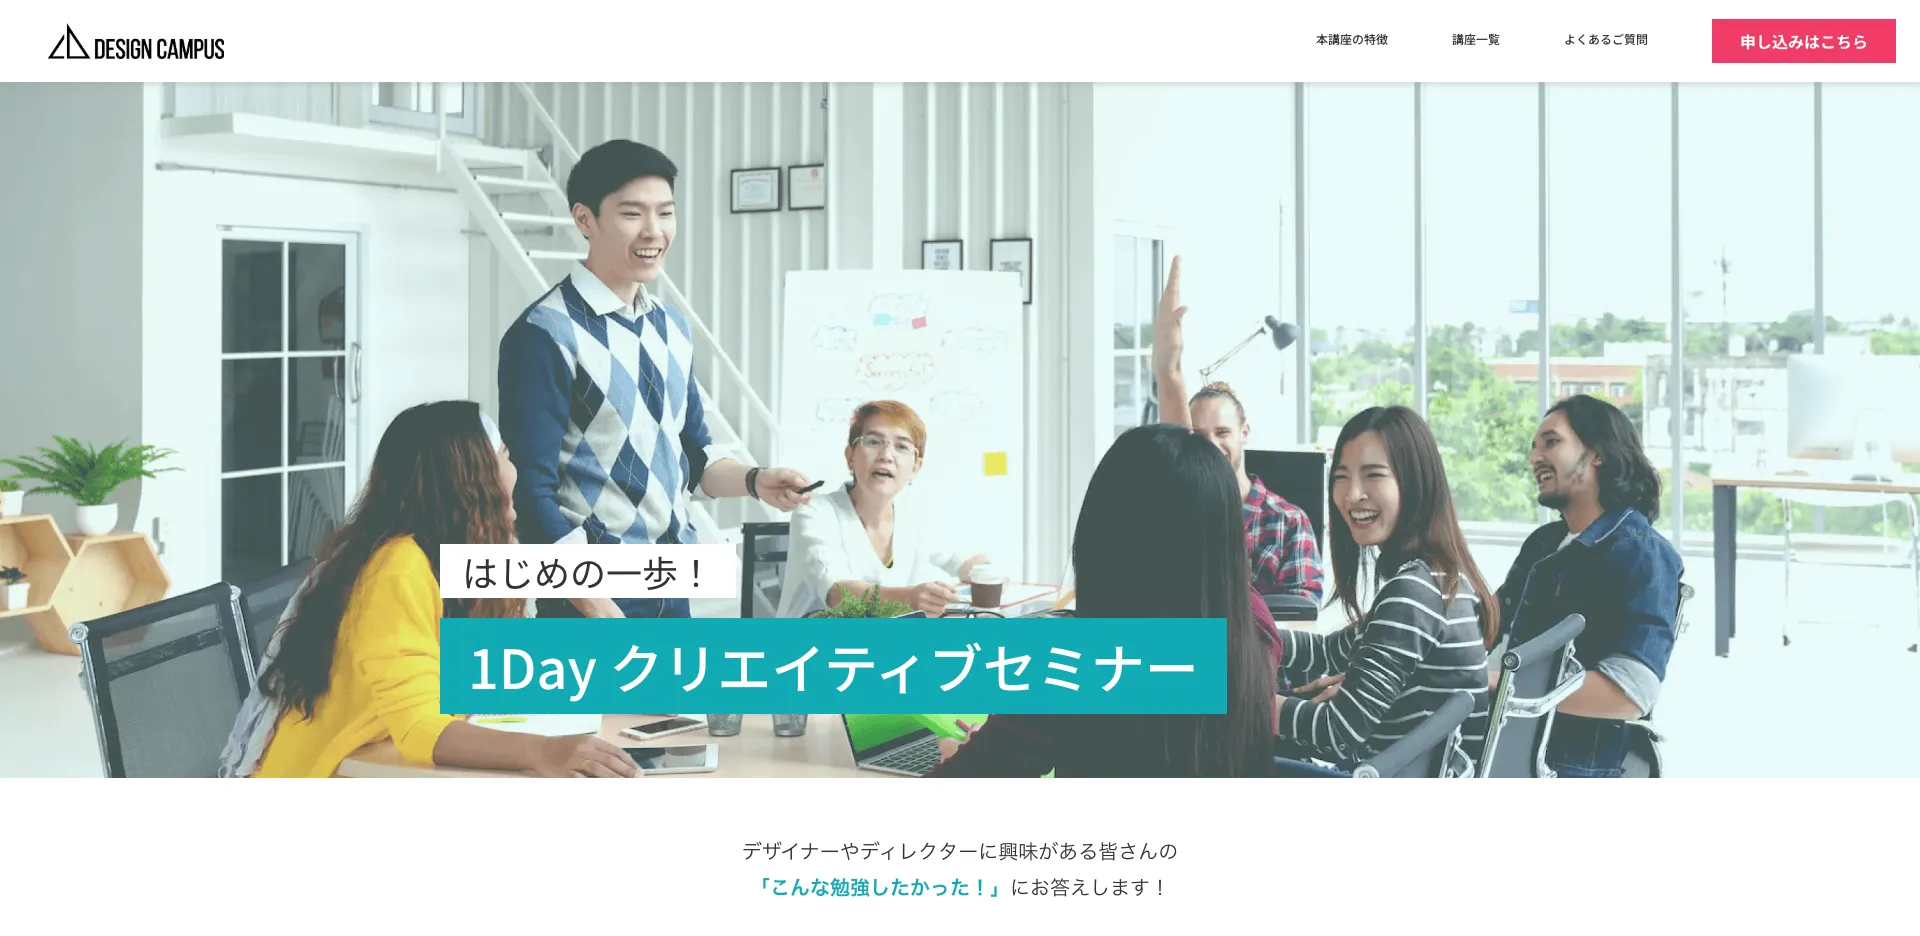 DESIGN CAMPUS
本講座の特徴
講座一覧
よくあるご質問
申し込みはこちら
Successful
はじめの一歩！
1Day クリエイティブセミナー
デザイナーやディレクターに興味がある皆さんの
「こんな勉強したかった！」にお答えします！